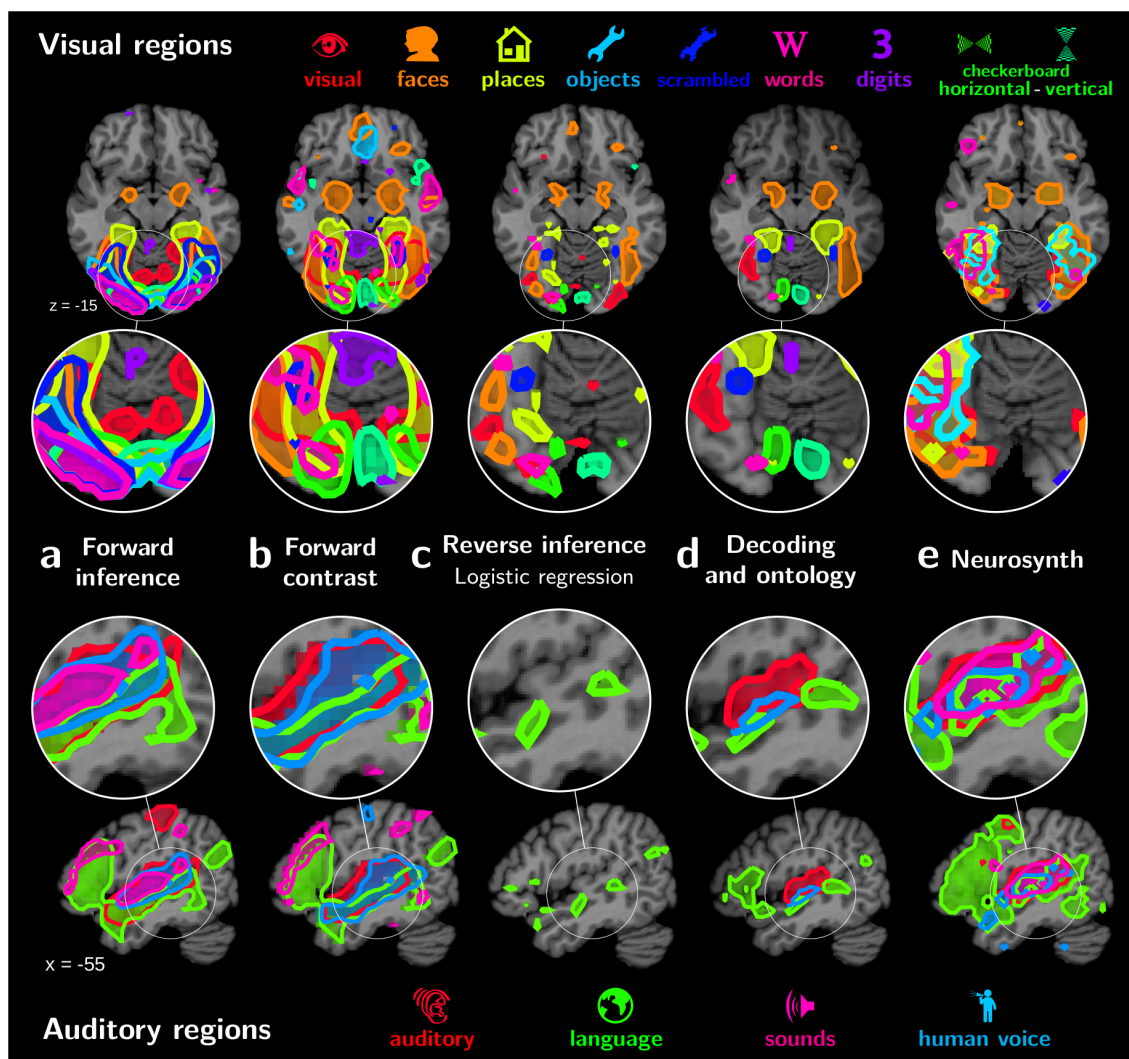 Visual regions
W
3
visual
faces
places
objects
scrambled
words
digits
checkerboard
horizontal - vertical
z = -15
a Forward
inference
b Forward
contrast
c Reverse inference
Logistic regression
d Decoding
and ontology
e Neurosynth
x = -55
Auditory regions
auditory
language
sounds
human voice